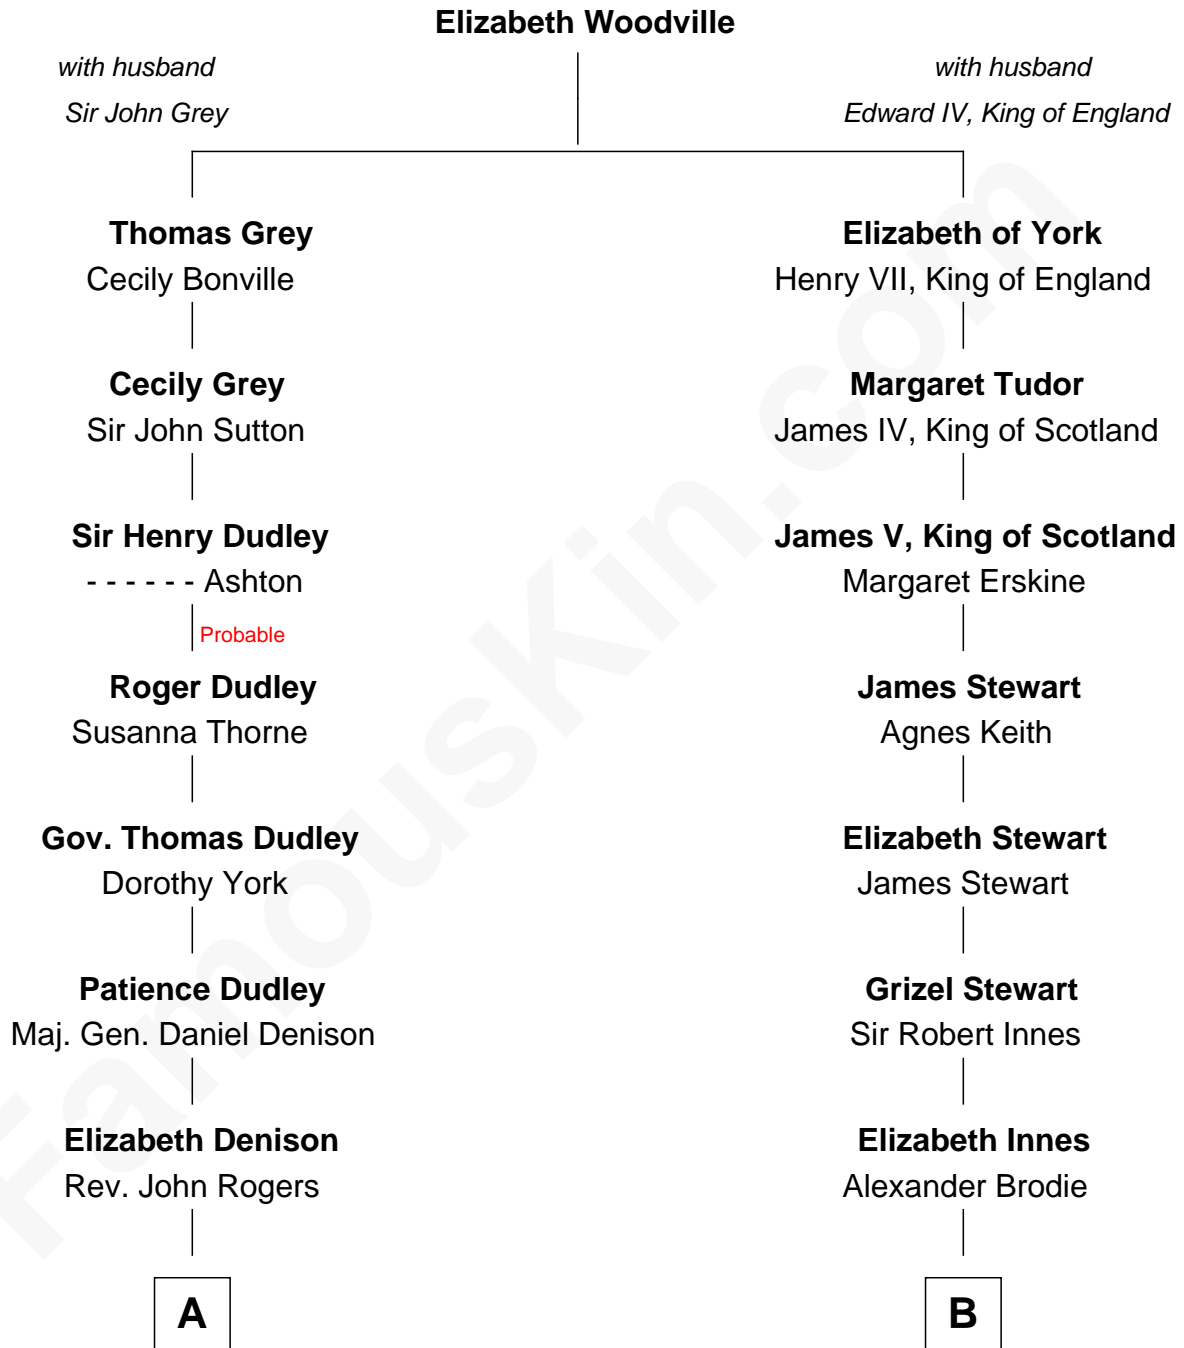 Elizabeth Woodville
with husband
Sir John Grey
with husband
Edward IV, King of England
Thomas Grey
Cecily Bonville
Elizabeth of York
Henry VII, King of England
Cecily Grey
Sir John Sutton
Margaret Tudor
James IV, King of Scotland
Sir Henry Dudley
- - - - - - Ashton
James V, King of Scotland
Margaret Erskine
Probable
Roger Dudley
Susanna Thorne
James Stewart
Agnes Keith
Gov. Thomas Dudley
Dorothy York
Elizabeth Stewart
James Stewart
Patience Dudley
Maj. Gen. Daniel Denison
Grizel Stewart
Sir Robert Innes
Elizabeth Denison
Rev. John Rogers
Elizabeth Innes
Alexander Brodie
A
B
FamousKin.com